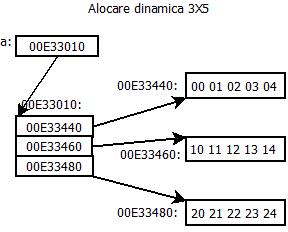 Alocare dinamica 3X5
a: 00E33010
00E33010:
00E33440
00E33460
00E33480
00E33440: 00 01 02 03 04
00E33460: 10 11 12 13 14
00E33480: 20 21 22 23 24